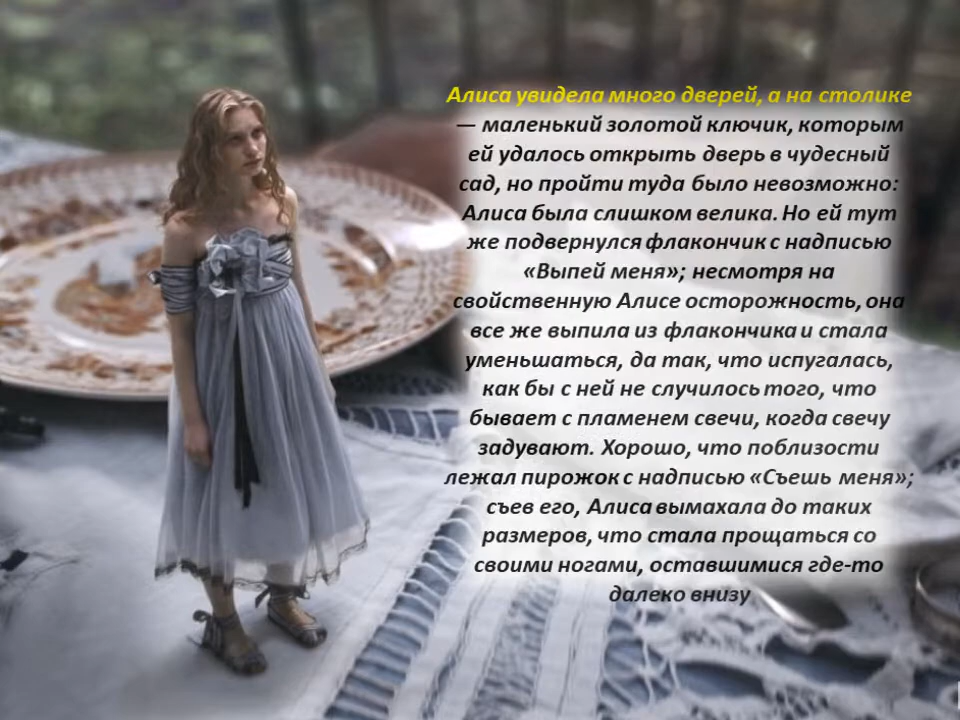 Алиса увидела много дверей, а на столике
— маленький золотой ключик, которым
ей удалось открыть дверь в чудесный
сад, но пройти туда было невозможно:
Алиса была слишком велика. Но ей тут
же подвернулся флакончик с надписью
«Выпей меня»; несмотря на
свойственную Алисе осторожность, она
все же выпила из флакончика и стала
уменьшаться, да так, что испугалась,
как бы с ней не случилось того, что
бывает с пламенем свечи, когда свечу
задувают. Хорошо, что поблизости
лежал пирожок с надписью «Съешь меня»;
съев его, Алиса вымахала до таких
размеров, что стала прощаться со
своими ногами, оставшимися где-то
далеко внизу